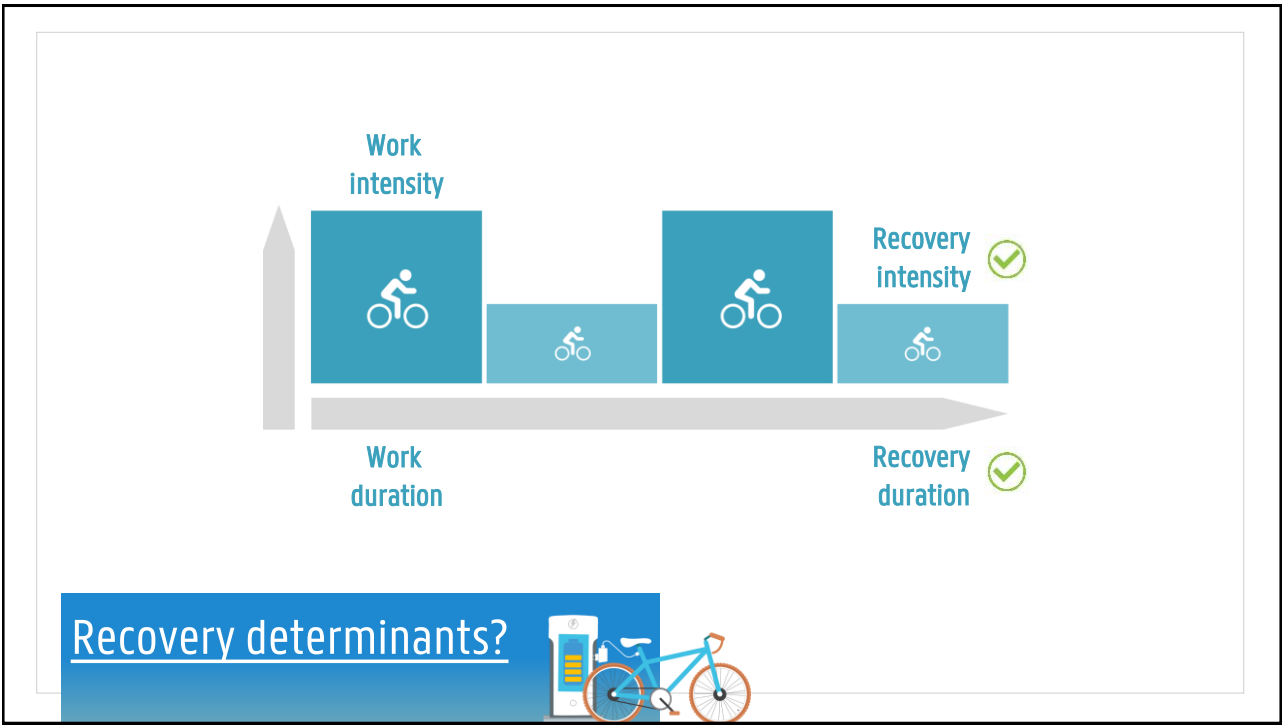 Work
intensity
Recovery
intensity
Work
duration
Recovery
duration
Recovery determinants?